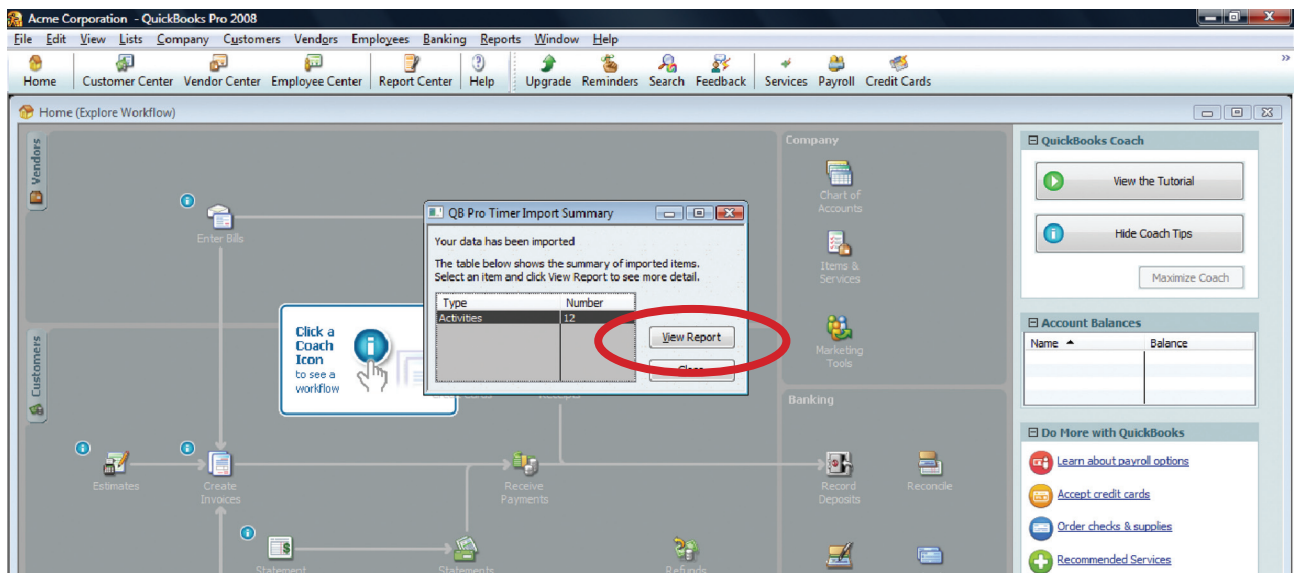 Acme Corporation - QuickBooks Pro 2008
File Edit View Lists Company Customers Vendors Employees Banking Reports Window Help
Home Customer Center Vendor Center Employee Center Report Center Help Upgrade Reminders Search Feedback Services Payroll Credit Cards
Home (Explore Workflow)
Vendors
Enter Bills
QB Pro Timer Import Summary
Your data has been imported
The table below shows the summary of imported items.
Select an item and click View Report to see more detail.
Type Number
Activities 12
View Report
Close
Click a
Coach
Icon
to see a
workflow
Customers
Estimates
Create
Invoices
Receive
Payments
Statement
Statements
Refunds
Company
Chart of
Accounts
Items &
Services
Marketing
Tools
Banking
Record
Deposits
Reconcile
QuickBooks Coach
View the Tutorial
Hide Coach Tips
Maximize Coach
Account Balances
Name Balance
Do More with QuickBooks
Learn about payroll options
Accept credit cards
Order checks & supplies
Recommended Services